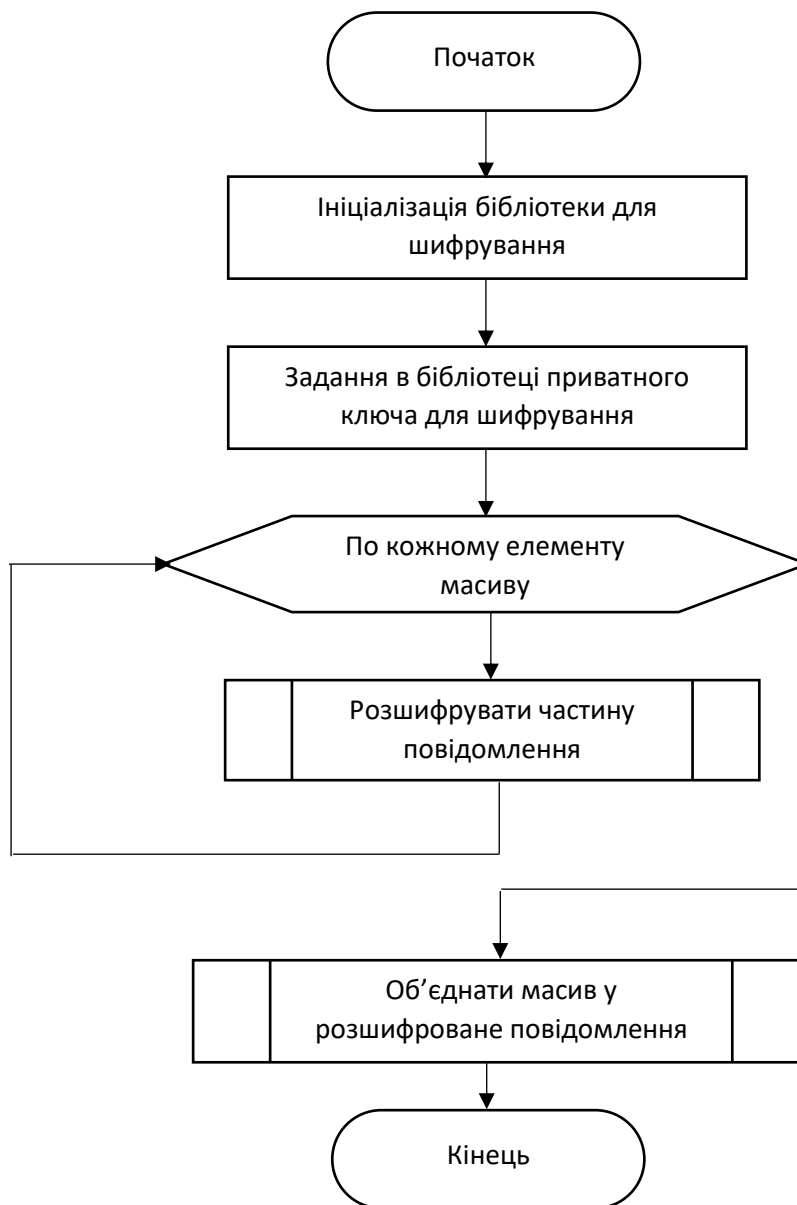 Початок
Ініціалізація бібліотеки для
шифрування
Задання в бібліотеці приватного
ключа для шифрування
По кожному елементу
масиву
Розшифрувати частину
повідомлення
Об’єднати масив у
розшифроване повідомлення
Кінець